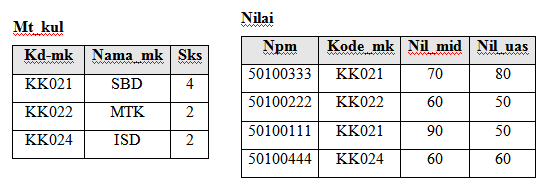 Mt_kul
Kd-mk Nama_mk Sks
KK021 SBD 4
KK022 MTK 2
KK024 ISD 2
Nilai
Npm Kode_mk Nil_mid Nil_uas
50100333 KK021 70 80
50100222 KK022 60 50
50100111 KK021 90 50
50100444 KK024 60 60